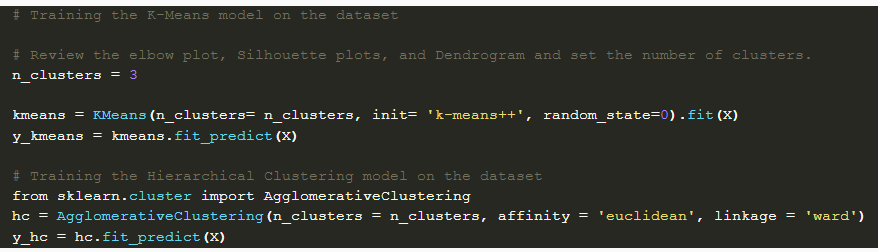 # Training the K-Means model on the dataset
# Review the elbow plot, Silhouette plots, and Dendrogram and set the number of clusters.
n_clusters = 3
kmeans = KMeans(n_clusters= n_clusters, init= 'k-means++', random_state=0).fit(X)
y_kmeans = kmeans.fit_predict(X)
# Training the Hierarchical Clustering model on the dataset
from sklearn.cluster import AgglomerativeClustering
hc = AgglomerativeClustering(n_clusters = n_clusters, affinity = 'euclidean', linkage = 'ward')
y_hc = hc.fit_predict(X)